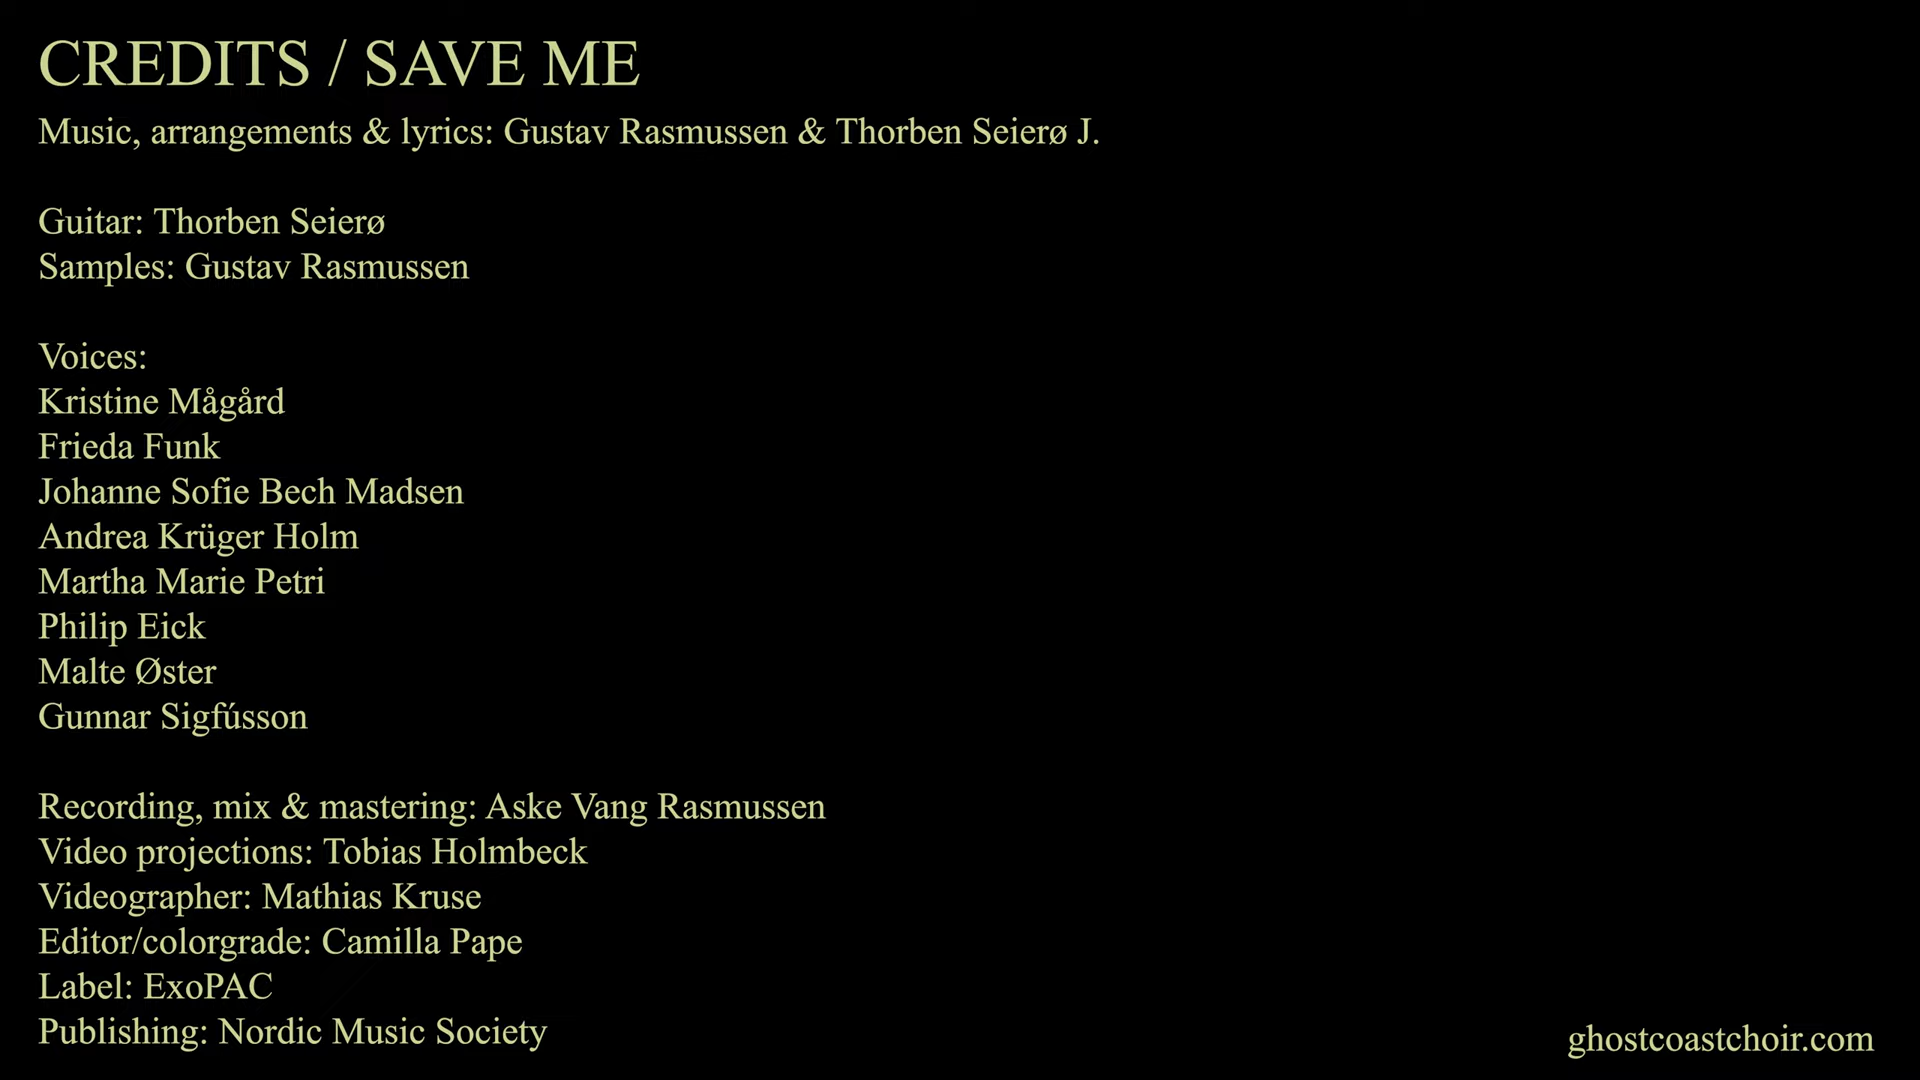 CREDITS / SAVE ME
Music, arrangements & lyrics: Gustav Rasmussen & Thorben Seierø J.
Guitar: Thorben Seierø
Samples: Gustav Rasmussen
Voices:
Kristine Mågård
Frieda Funk
Johanne Sofie Bech Madsen
Andrea Krüger Holm
Martha Marie Petri
Philip Eick
Malte Øster
Gunnar Sigfússon
Recording, mix & mastering: Aske Vang Rasmussen
Video projections: Tobias Holmbeck
Videographer: Mathias Kruse
Editor/colorgrade: Camilla Pape
Label: ExoPAC
Publishing: Nordic Music Society
ghostcoastchoir.com